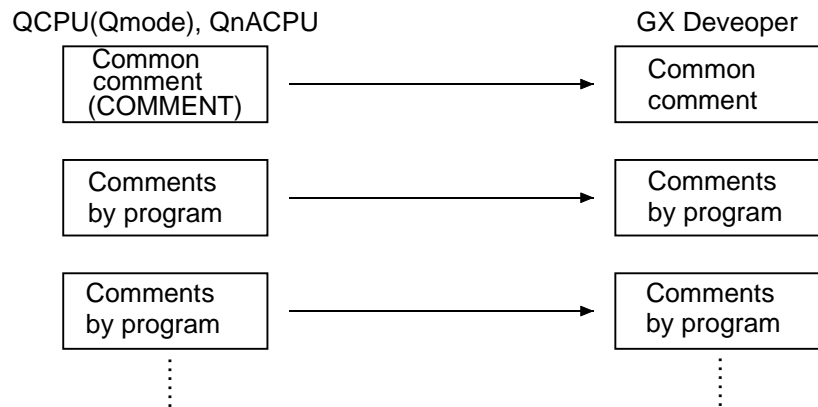 QCPU(Qmode), QnACPU
GX Deveoper
Common
comment
(COMMENT)
Common
comment
Comments
by program
Comments
by program
Comments
by program
Comments
by program